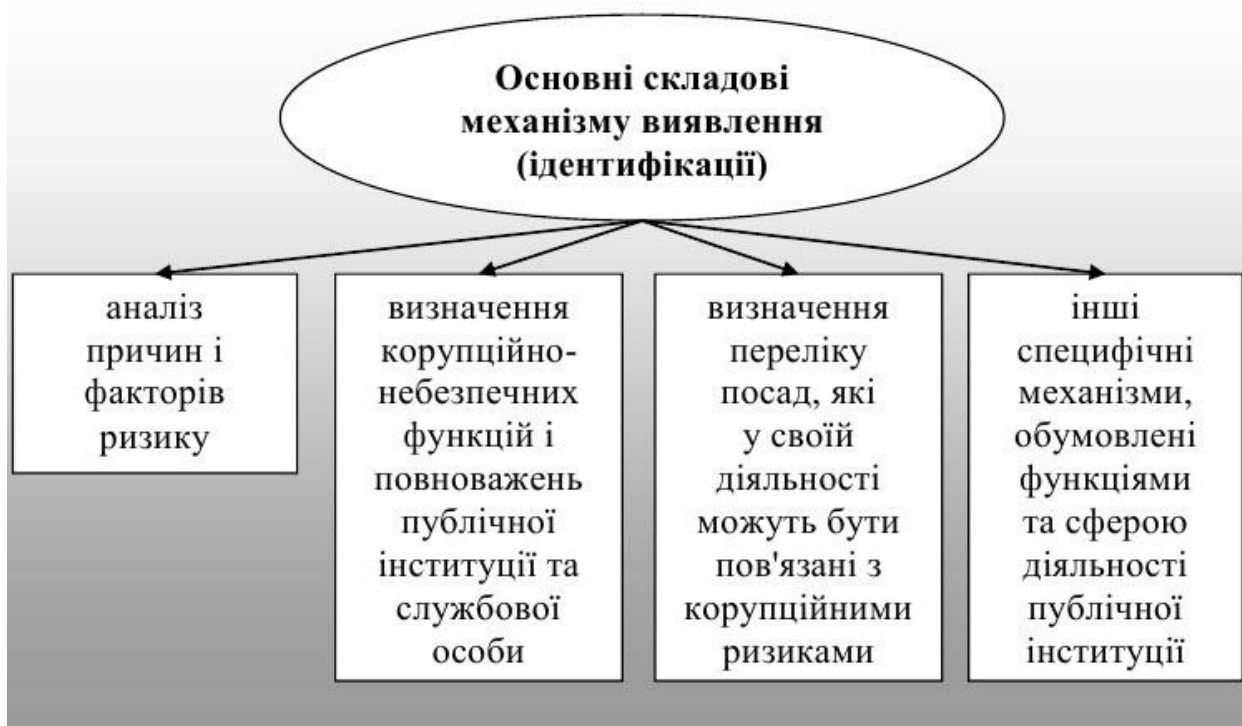 Основні складові
механізму виявлення
(ідентифікації)
аналіз
причин і
факторів
ризику
визначення
корупційно-
небезпечних
функцій і
повноважень
публічної
інституції та
службової
особи
визначення
переліку
посад, які
у своїй
діяльності
можуть бути
пов'язані з
корупційними
ризиками
інші
специфічні
механізми,
обумовлені
функціями
та сферою
діяльності
публічної
інституції